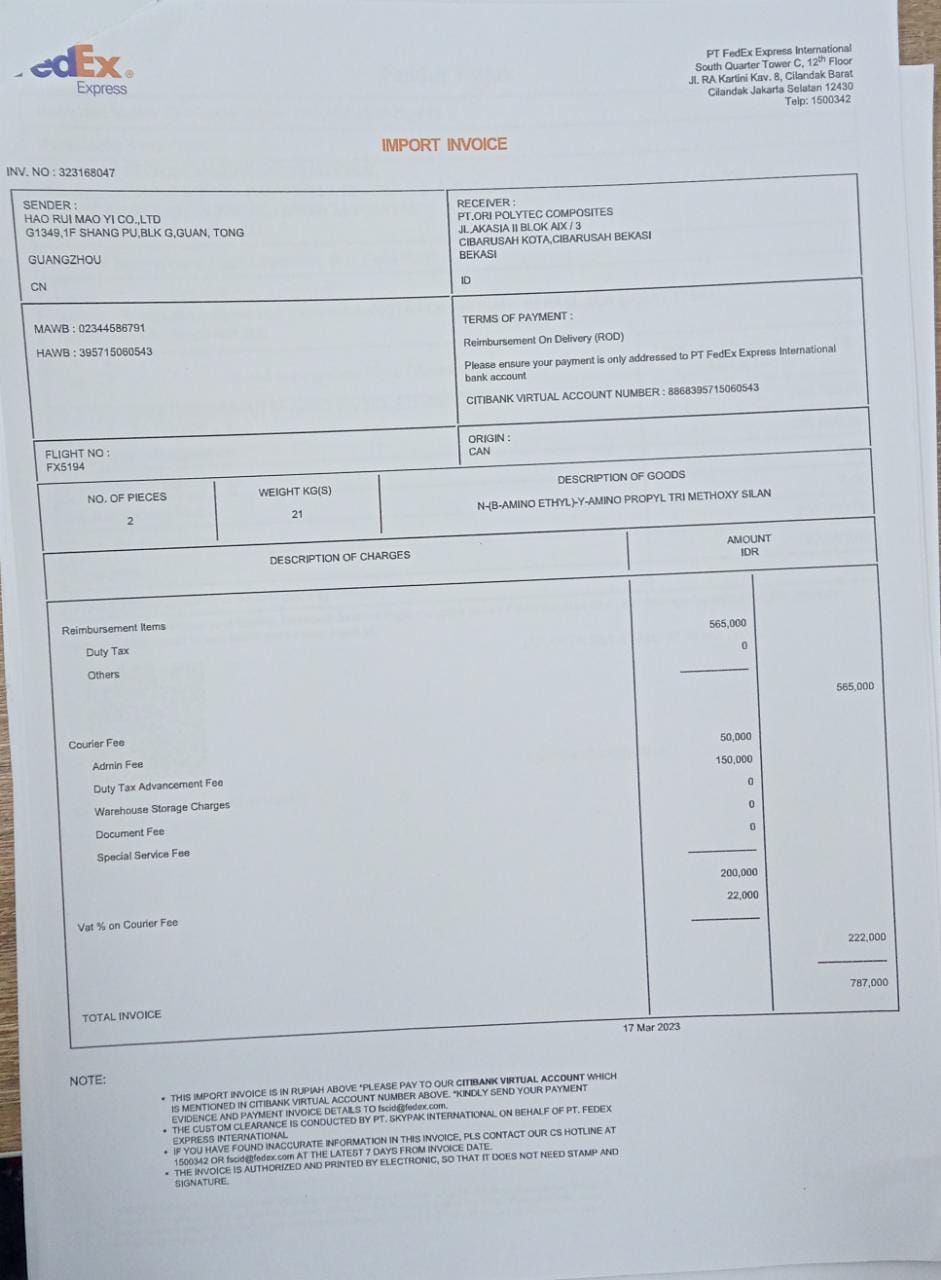 edEx®
Express
PT FedEx Express International
South Quarter Tower C, 12th Floor
Jl. RA Kartini Kav. 8, Cilandak Barat
Cilandak Jakarta Selatan 12430
Telp: 1500342
IMPORT INVOICE
INV. NO : 323168047
SENDER :
HAO RUI MAO YI CO.,LTD
G1349,1F SHANG PU,BLK G,GUAN, TONG
GUANGZHOU
CN
RECEIVER :
PT.ORI POLYTEC COMPOSITES
JL.AKASIA II BLOK AIX / 3
CIBARUSAH KOTA,CIBARUSAH BEKASI
BEKASI
ID
MAWB : 02344586791
HAWB : 395715060543
TERMS OF PAYMENT :
Reimbursement On Delivery (ROD)
Please ensure your payment is only addressed to PT FedEx Express International
bank account
CITIBANK VIRTUAL ACCOUNT NUMBER : 8868395715060543
FLIGHT NO :
FX5194
ORIGIN :
CAN
NO. OF PIECES
2
WEIGHT KG(S)
21
DESCRIPTION OF GOODS
N-(B-AMINO ETHYL)-Y-AMINO PROPYL TRI METHOXY SILAN
DESCRIPTION OF CHARGES
AMOUNT
IDR
Reimbursement Items
Duty Tax 565,000
Others 0
565,000
Courier Fee
Admin Fee 50,000
Duty Tax Advancement Fee 150,000
Warehouse Storage Charges 0
Document Fee 0
Special Service Fee 0
200,000
Vat % on Courier Fee 22,000
222,000
TOTAL INVOICE 787,000
17 Mar 2023
NOTE:
• THIS IMPORT INVOICE IS IN RUPIAH ABOVE *PLEASE PAY TO OUR CITIBANK VIRTUAL ACCOUNT WHICH
IS MENTIONED IN CITIBANK VIRTUAL ACCOUNT NUMBER ABOVE. *KINDLY SEND YOUR PAYMENT
EVIDENCE AND PAYMENT INVOICE DETAILS TO fscid@fedex.com.
• THE CUSTOM CLEARANCE IS CONDUCTED BY PT. SKYPAK INTERNATIONAL ON BEHALF OF PT. FEDEX
EXPRESS INTERNATIONAL
• IF YOU HAVE FOUND INACCURATE INFORMATION IN THIS INVOICE, PLS CONTACT OUR CS HOTLINE AT
1500342 OR fscid@fedex.com AT THE LATEST 7 DAYS FROM INVOICE DATE.
• THE INVOICE IS AUTHORIZED AND PRINTED BY ELECTRONIC, SO THAT IT DOES NOT NEED STAMP AND
SIGNATURE.